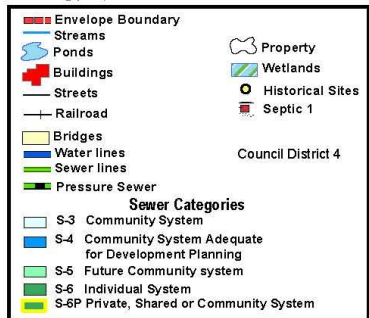 Envelope Boundary
Streams
Ponds
Buildings
Streets
Railroad
Bridges
Water lines
Sewer lines
Pressure Sewer
Property
Wetlands
Historical Sites
Septic 1
Council District 4
Sewer Categories
S-3 Community System
S-4 Community System Adequate
for Development Planning
S-5 Future Community system
S-6 Individual System
S-6P Private, Shared or Community System